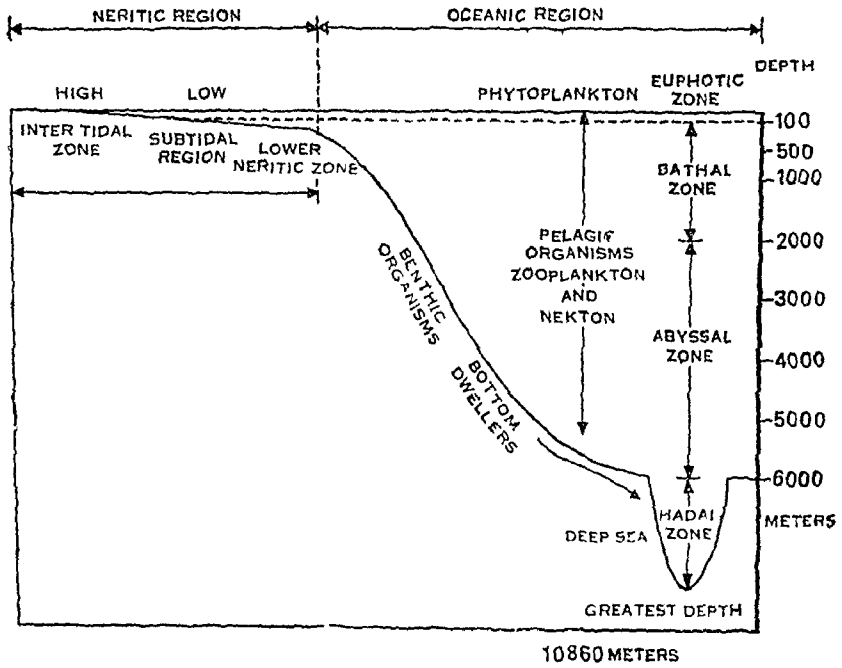 NERITIC REGION
OCEANIC REGION
DEPTH
HIGH
LOW
PHYTOPLANKTON
EUPHOTIC
ZONE
100
INTER TIDAL
ZONE
SUBTIDAL
REGION
LOWER
NERITIC ZONE
500
1000
BATHAL
ZONE
2000
PELAGIC
ORGANISMS
ZOOPLANKTON
AND
NEKTON
BENTHIC
ORGANISMS
3000
ABYSSAL
ZONE
4000
BOTTOM
DWELLERS
5000
6000
METERS
HADAL
ZONE
DEEP SEA
GREATEST DEPTH
10860 METERS